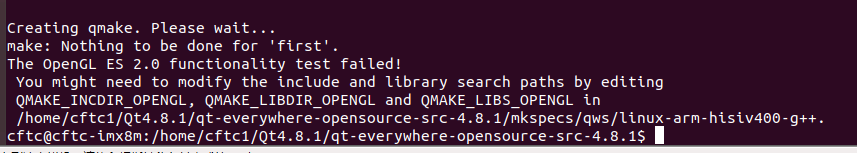 Creating qmake. Please wait...
make: Nothing to be done for 'first'.
The OpenGL ES 2.0 functionality test failed!
 You might need to modify the include and library search paths by editing
 QMAKE_INCDIR_OPENGL, QMAKE_LIBDIR_OPENGL and QMAKE_LIBS_OPENGL in
 /home/cftc1/Qt4.8.1/qt-everywhere-opensource-src-4.8.1/mkspecs/qws/linux-arm-hisiv400-g++.
cftc@cftc-imx8m:/home/cftc1/Qt4.8.1/qt-everywhere-opensource-src-4.8.1$